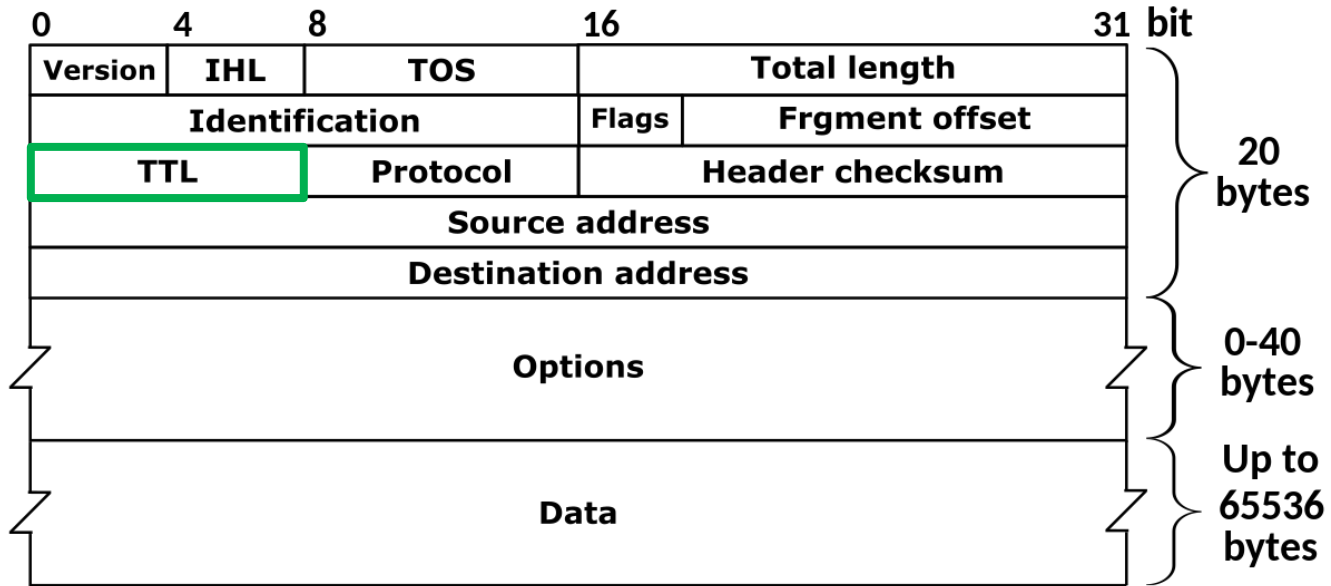 0 4 8 16 31 bit
Version IHL TOS Total length
Identification Flags Frgment offset
TTL Protocol Header checksum
Source address
Destination address
20
bytes
Options
0-40
bytes
Data
Up to
65536
bytes